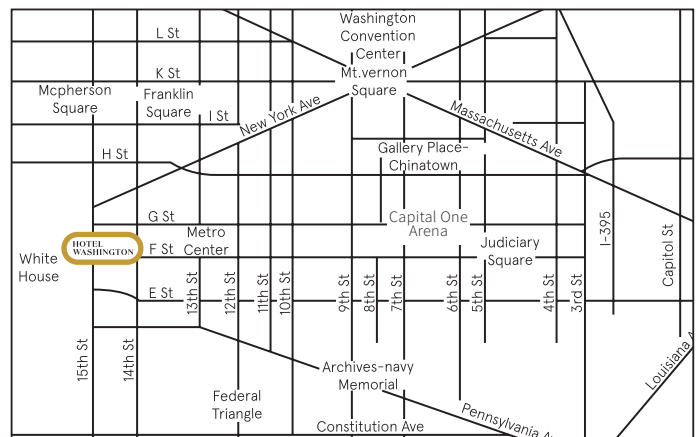 Washington
Convention
Center
L St
K St
Mt.vernon
Square
Mcpherson
Square
Franklin
Square
I St
New York Ave
Massachusetts Ave
H St
Gallery Place-
Chinatown
G St
Capital One
Arena
I-395
Capitol St
HOTEL
WASHINGTON
F St
Metro
Center
Judiciary
Square
White
House
E St
15th St
14th St
13th St
12th St
11th St
10th St
9th St
8th St
7th St
6th St
5th St
4th St
3rd St
Louisiana A
Archives-navy
Memorial
Federal
Triangle
Pennsylvania Av
Constitution Ave